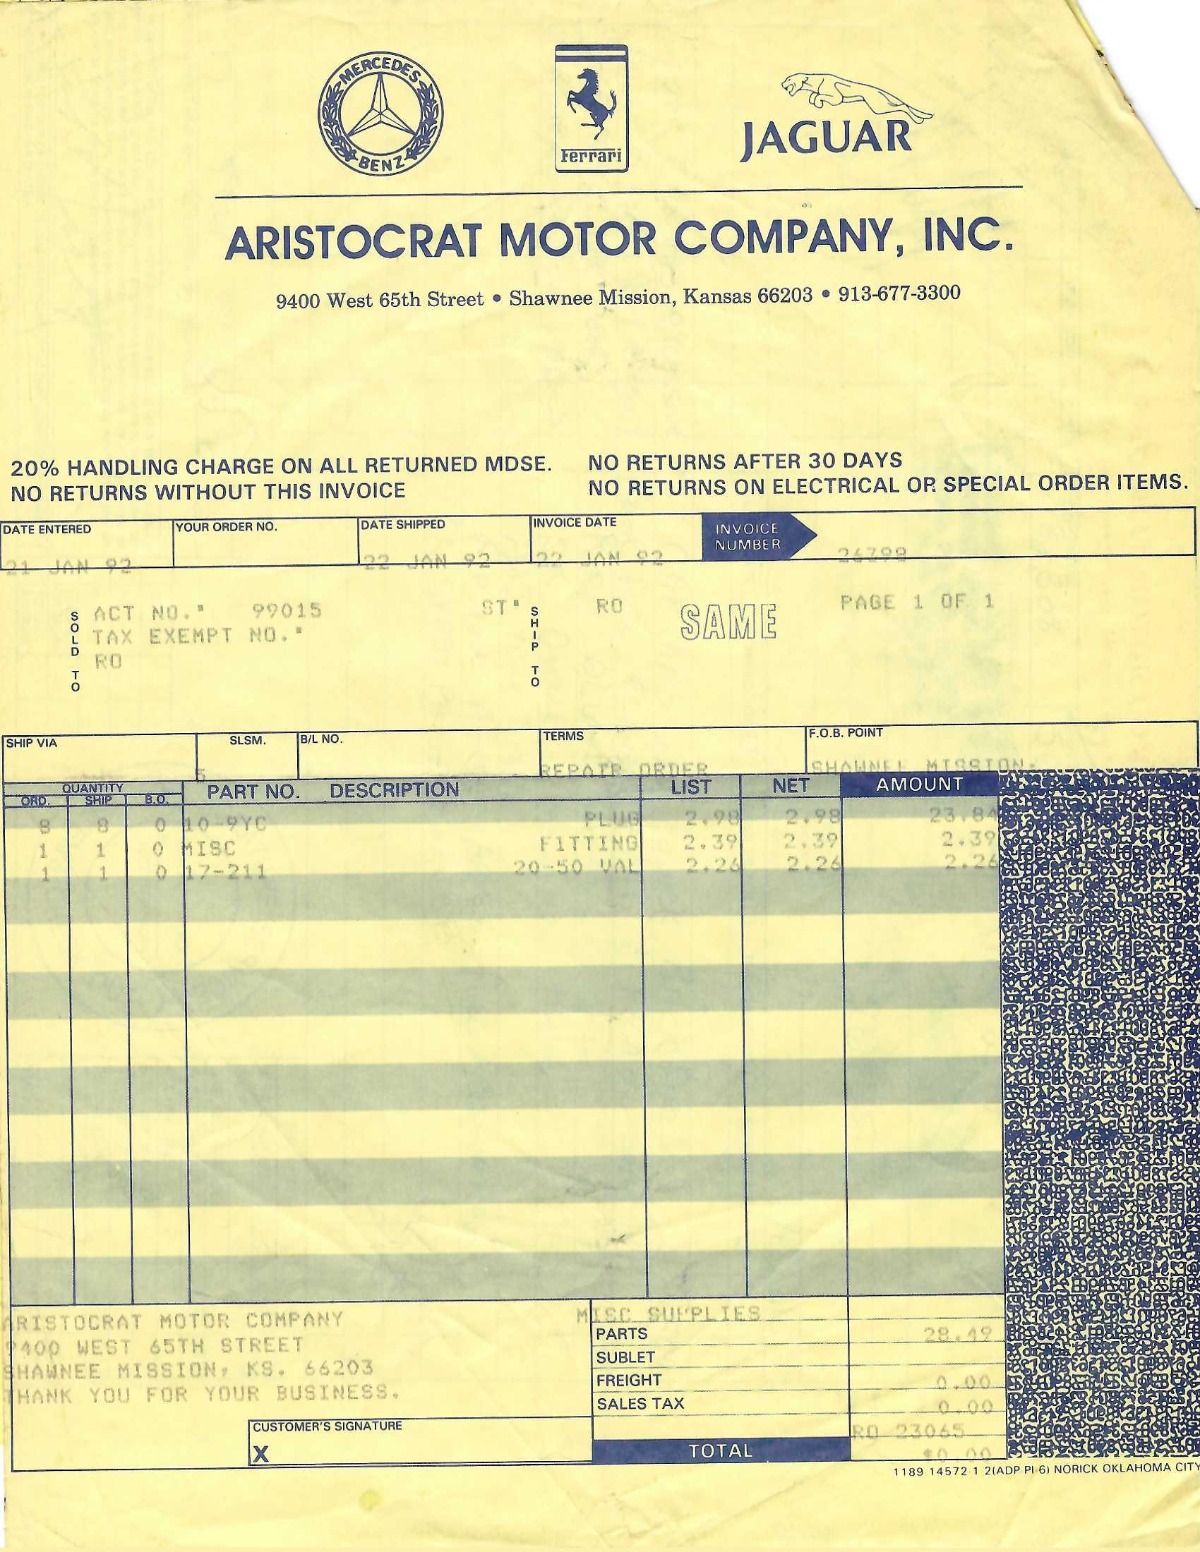 MERCEDES
BENZ
Ferrari
JAGUAR
ARISTOCRAT MOTOR COMPANY, INC.
9400 West 65th Street • Shawnee Mission, Kansas 66203 • 913-677-3300
20% HANDLING CHARGE ON ALL RETURNED MDSE. NO RETURNS AFTER 30 DAYS
NO RETURNS WITHOUT THIS INVOICE NO RETURNS ON ELECTRICAL OR SPECIAL ORDER ITEMS.
DATE ENTERED YOUR ORDER NO. DATE SHIPPED INVOICE DATE INVOICE NUMBER
21 JAN 92 22 JAN 92 22 JAN 92 26798
SOLD TO ACT NO." 99015 ST" SHIP TO RO SAME PAGE 1 OF 1
TAX EXEMPT NO."
RO
SHIP VIA SLSM. B/L NO. TERMS F.O.B. POINT
5 REPAIR ORDER SHAWNEE MISSION,
QUANTITY PART NO. DESCRIPTION LIST NET AMOUNT
ORD. SHIP B.O.
8 8 0 10-9YC PLUG 2.98 2.98 23.84
1 1 0 MISC FITTING 2.39 2.39 2.39
1 1 0 17-211 20-50 VAL 2.26 2.26 2.26
ARISTOCRAT MOTOR COMPANY MISC SUPPLIES
9400 WEST 65TH STREET PARTS 28.49
SHAWNEE MISSION, KS. 66203 SUBLET
THANK YOU FOR YOUR BUSINESS. FREIGHT 0.00
SALES TAX 0.00
CUSTOMER'S SIGNATURE RO 23065
X TOTAL $0.00
1189 14572-1 2(ADP PI-6) NORICK OKLAHOMA CITY